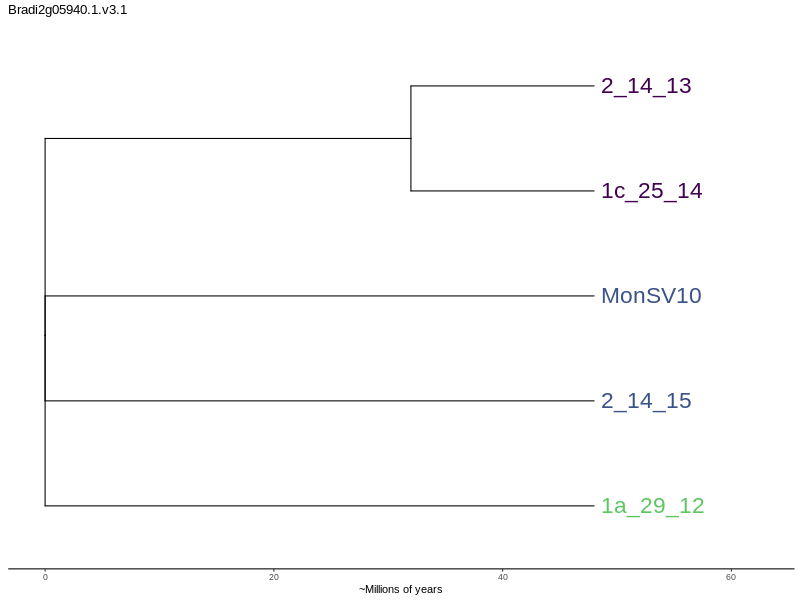 Bradi2g05940.1.v3.1
2_14_13
1c_25_14
MonSV10
2_14_15
1a_29_12
0 20 40 60
~Millions of years